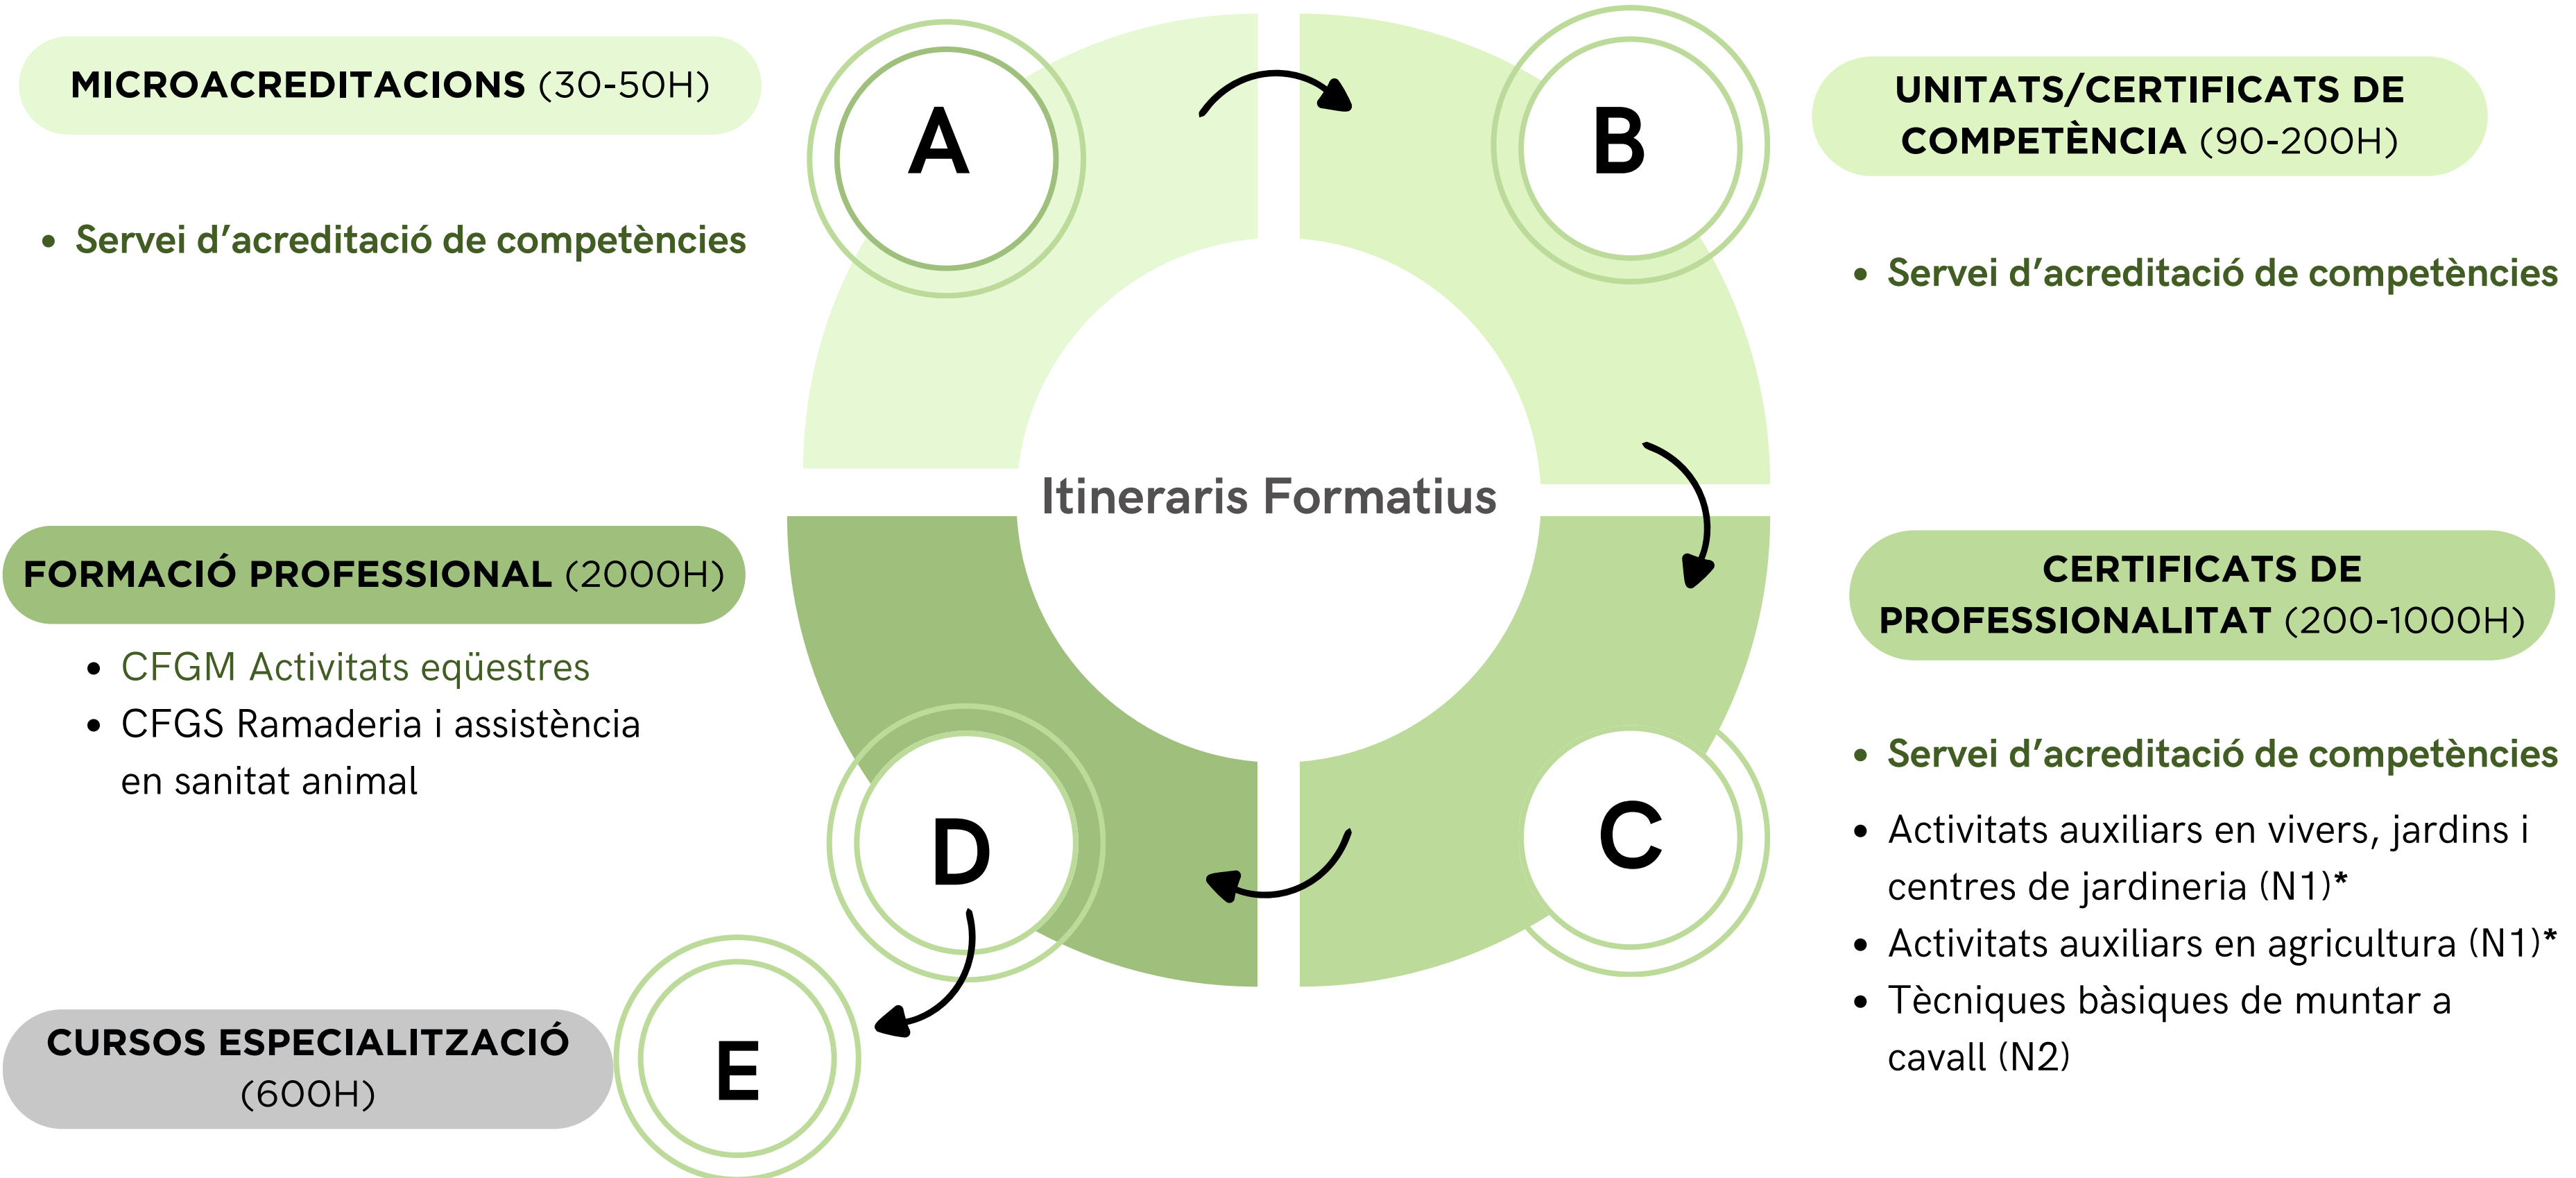 MICROACREDITACIONS (30-50H)
• Servei d’acreditació de competències
A
B
UNITATS/CERTIFICATS DE
COMPETÈNCIA (90-200H)
• Servei d’acreditació de competències
Itineraris Formatius
FORMACIÓ PROFESSIONAL (2000H)
• CFGM Activitats eqüestres
• CFGS Ramaderia i assistència
en sanitat animal
D
C
CERTIFICATS DE
PROFESSIONALITAT (200-1000H)
• Servei d’acreditació de competències
• Activitats auxiliars en vivers, jardins i
centres de jardineria (N1)*
• Activitats auxiliars en agricultura (N1)*
• Tècniques bàsiques de muntar a
cavall (N2)
CURSOS ESPECIALITZACIÓ
(600H)
E